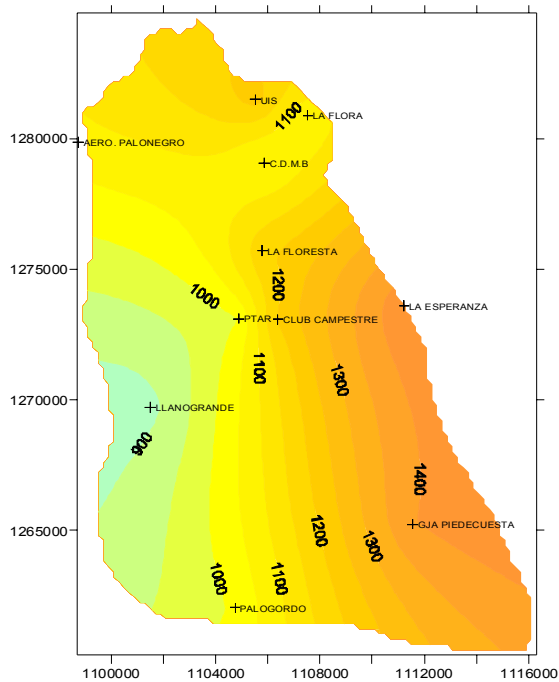 UIS
LA FLORA
1100
1280000
AERO. PALONEGRO
C.D.M.B
LA FLORESTA
1275000
1200
1000
LA ESPERANZA
PTAR
CLUB CAMPESTRE
1100
1300
1270000
LLANOGRANDE
900
1400
GJA PIEDECUESTA
1265000
1200
1300
1000
1100
PALOGORDO
1100000
1104000
1108000
1112000
1116000